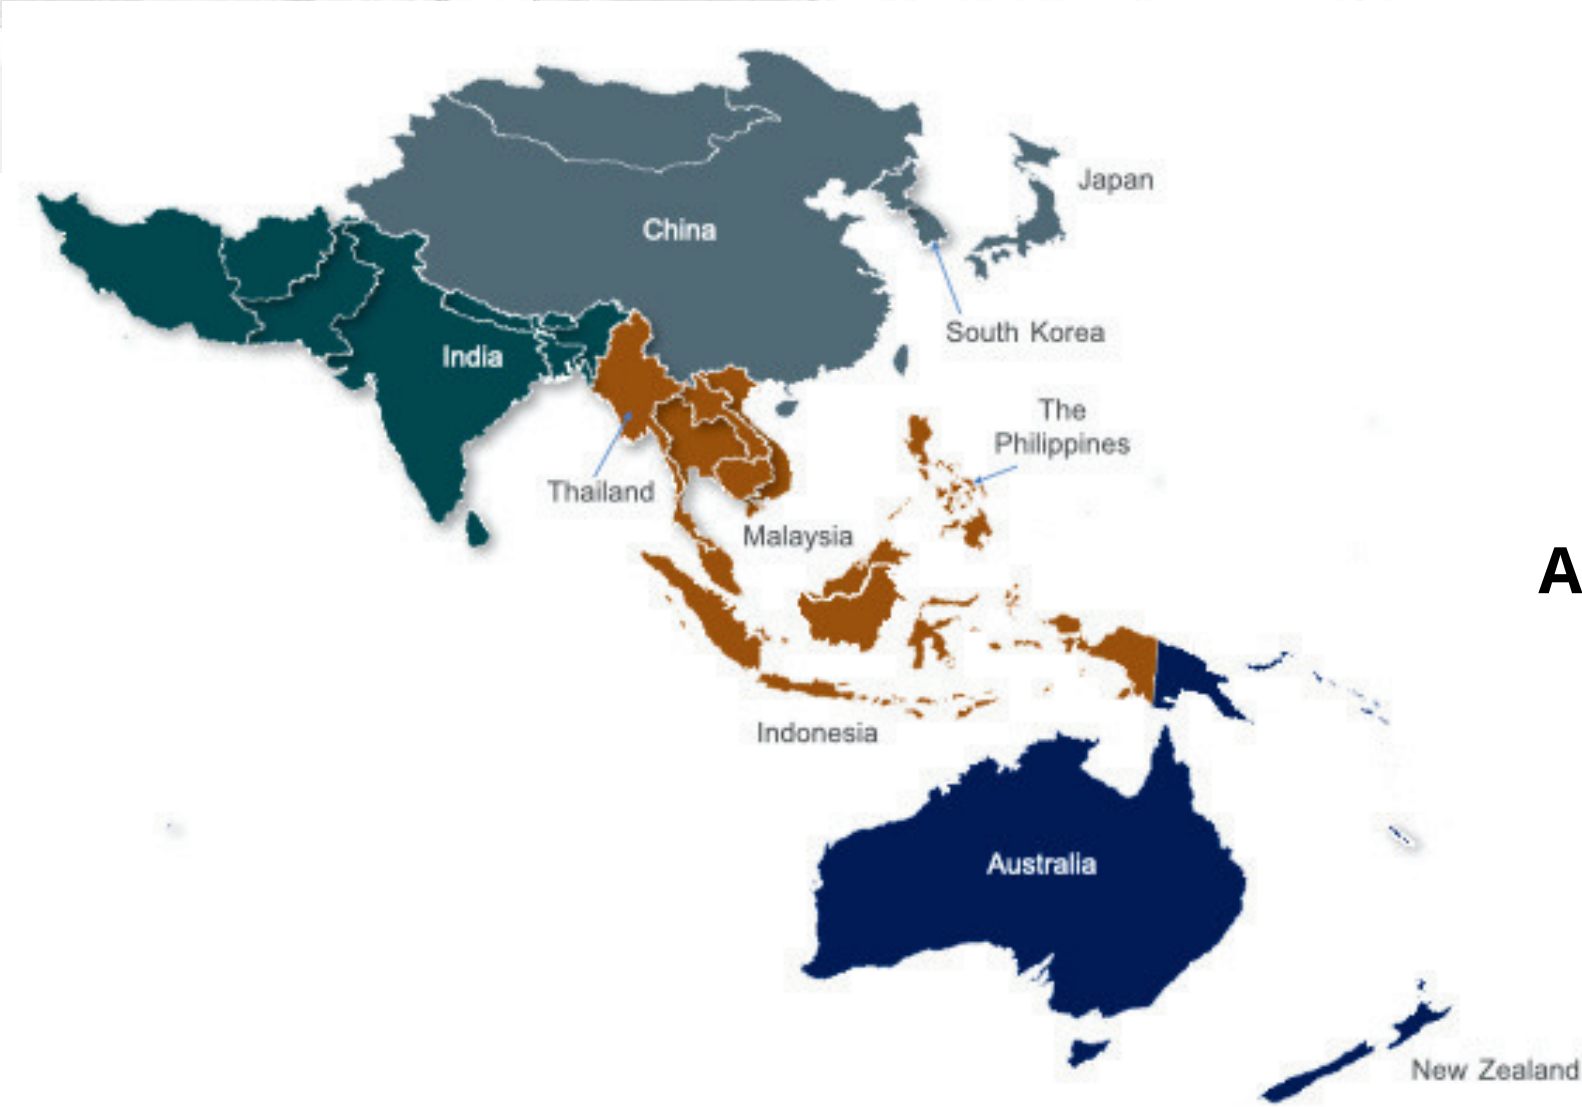 Japan
China
South Korea
India
The
Philippines
Thailand
Malaysia
A
Indonesia
Australia
New Zealand